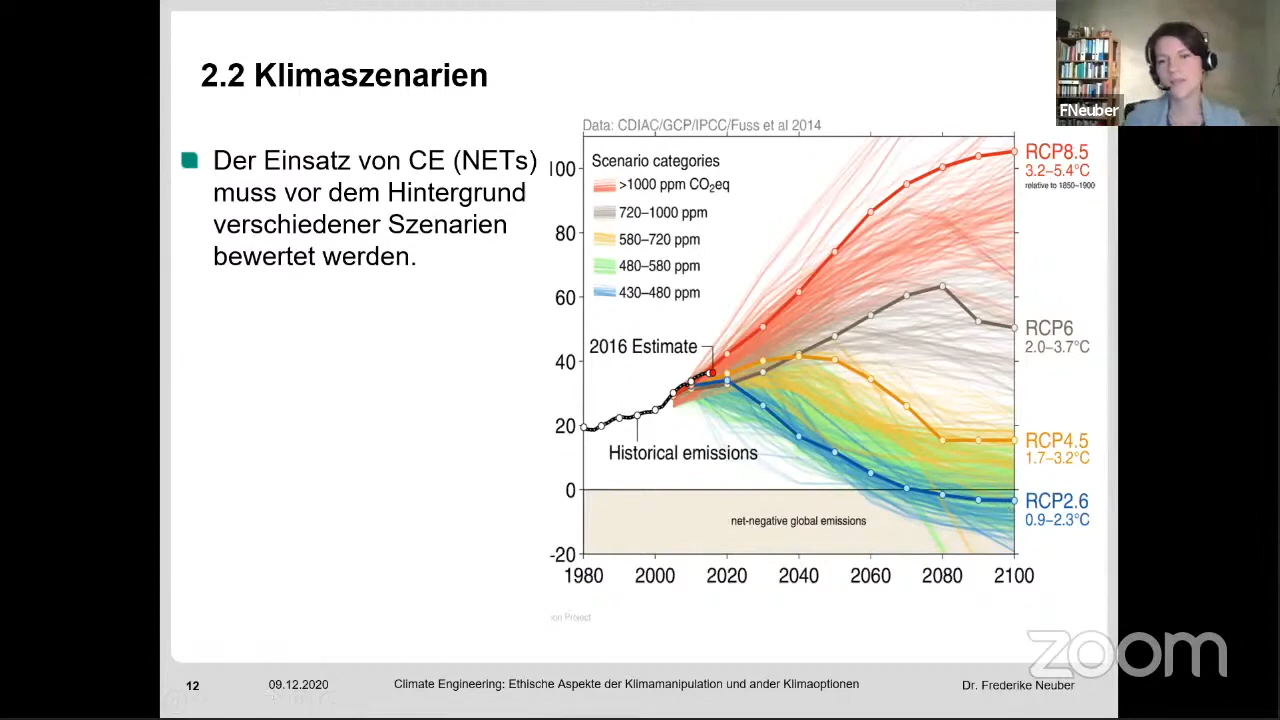 2.2 Klimaszenarien
FNeuber
Der Einsatz von CE (NETs)
muss vor dem Hintergrund
verschiedener Szenarien
bewertet werden.
Data: CDIAC/GCP/IPCC/Fuss et al 2014
Scenario categories
>1000 ppm CO₂eq
720–1000 ppm
580–720 ppm
480–580 ppm
430–480 ppm
100
80
60
40
20
0
-20
2016 Estimate
Historical emissions
net-negative global emissions
RCP8.5
3.2–5.4°C
relative to 1850–1900
RCP6
2.0–3.7°C
RCP4.5
1.7–3.2°C
RCP2.6
0.9–2.3°C
1980 2000 2020 2040 2060 2080 2100
on Project
zoom
12 09.12.2020 Climate Engineering: Ethische Aspekte der Klimamanipulation und ander Klimaoptionen Dr. Frederike Neuber